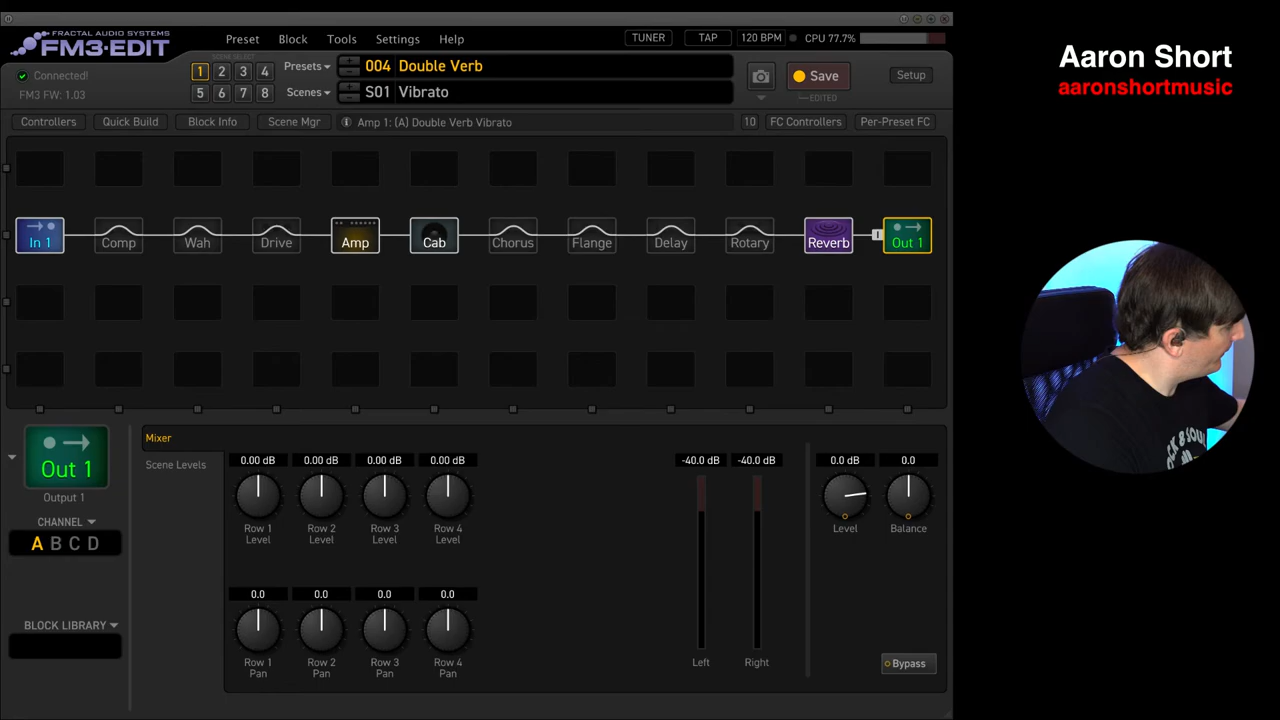 FRACTAL AUDIO SYSTEMS
FM3-EDIT
Preset Block Tools Settings Help
TUNER TAP 120 BPM CPU 77.7%
Connected!
FM3 FW: 1.03
SCENE SELECT
1 2 3 4
5 6 7 8
Presets 004 Double Verb
Scenes S01 Vibrato
Save
EDITED
Setup
Controllers Quick Build Block Info Scene Mgr Amp 1: (A) Double Verb Vibrato 10 FC Controllers Per-Preset FC
In 1 Comp Wah Drive Amp Cab Chorus Flange Delay Rotary Reverb Out 1
Out 1
Output 1
CHANNEL
A B C D
BLOCK LIBRARY
Mixer
Scene Levels
0.00 dB 0.00 dB 0.00 dB 0.00 dB -40.0 dB -40.0 dB 0.0 dB 0.0
Row 1 Level Row 2 Level Row 3 Level Row 4 Level Level Balance
0.0 0.0 0.0 0.0
Row 1 Pan Row 2 Pan Row 3 Pan Row 4 Pan Left Right
Bypass
Aaron Short
aaronshortmusic